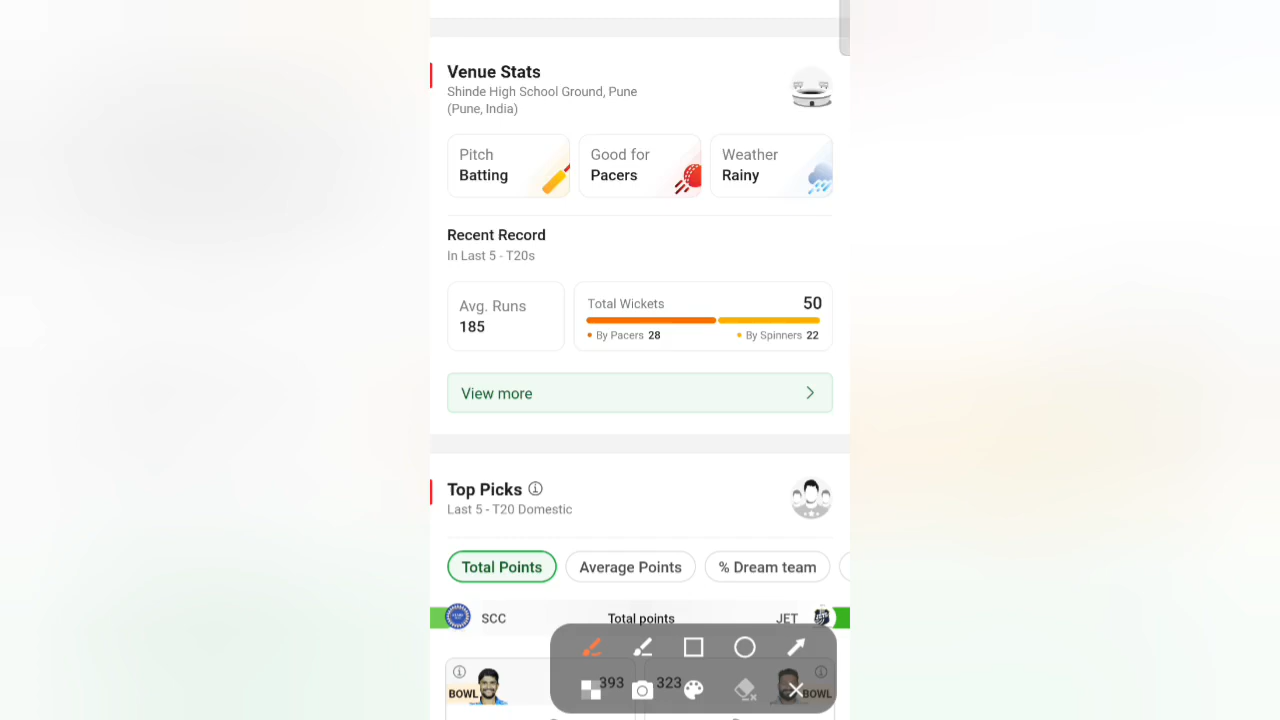 Venue Stats
Shinde High School Ground, Pune
(Pune, India)
Pitch
Batting
Good for
Pacers
Weather
Rainy
Recent Record
In Last 5 - T20s
Avg. Runs
185
Total Wickets 50
By Pacers 28
By Spinners 22
View more
Top Picks
Last 5 - T20 Domestic
Total Points
Average Points
% Dream team
SCC
Total points
JET
BOWL
393
323
BOWL